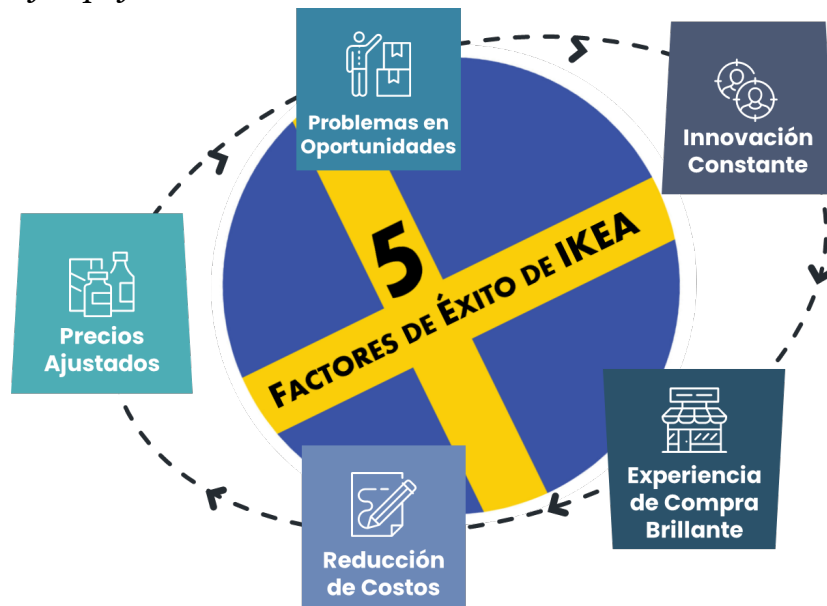 Problemas en
Oportunidades
Innovación
Constante
5
FACTORES DE ÉXITO DE IKEA
Precios
Ajustados
Experiencia
de Compra
Brillante
Reducción
de Costos